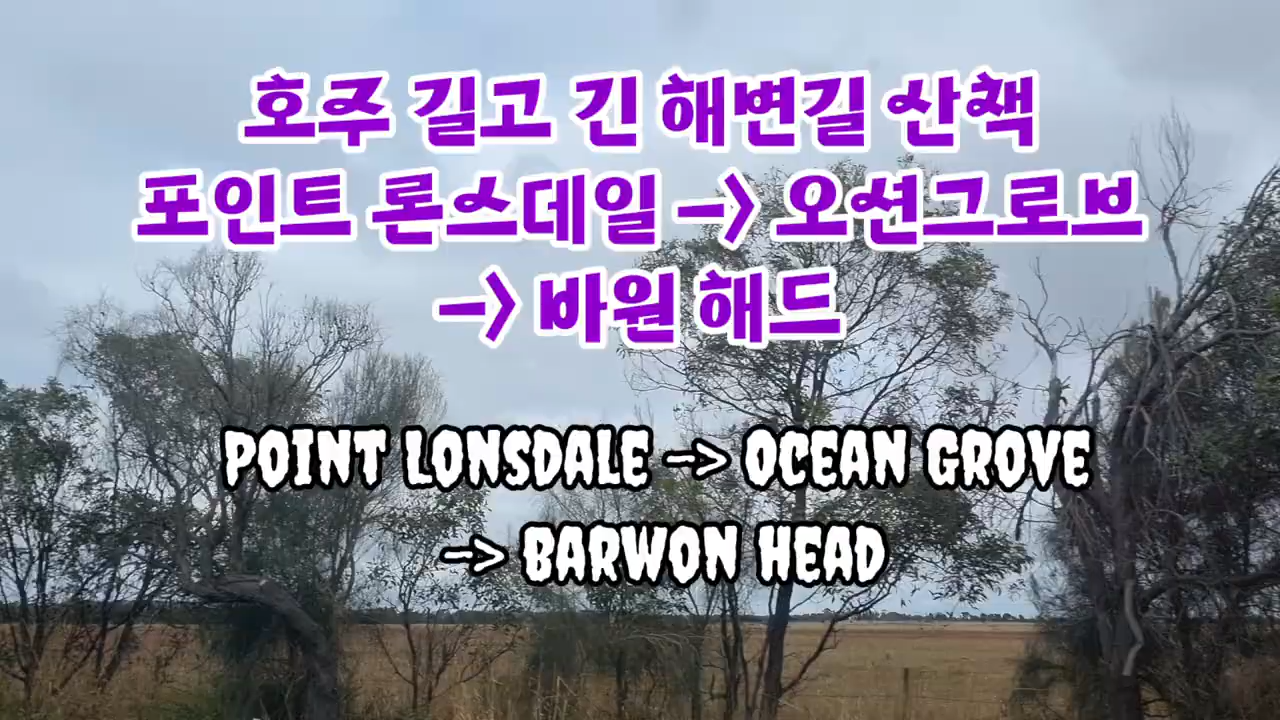 호주 길고 긴 해변길 산책
포인트 론스데일 -> 오션그로브
-> 바원 해드
POINT LONSDALE -> OCEAN GROVE
-> BARWON HEAD